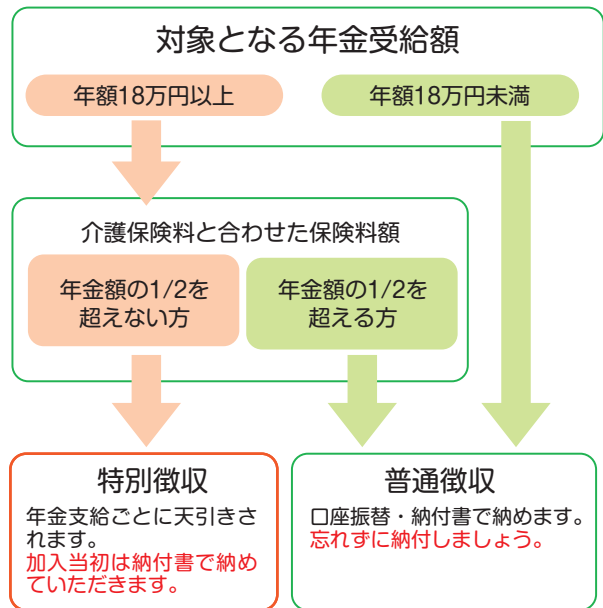 対象となる年金受給額
年額18万円以上
年額18万円未満
介護保険料と合わせた保険料額
年金額の1/2を
超えない方
年金額の1/2を
超える方
特別徴収
年金支給ごとに天引きさ
れます。
加入当初は納付書で納め
ていただきます。
普通徴収
口座振替・納付書で納めます。
忘れずに納付しましょう。